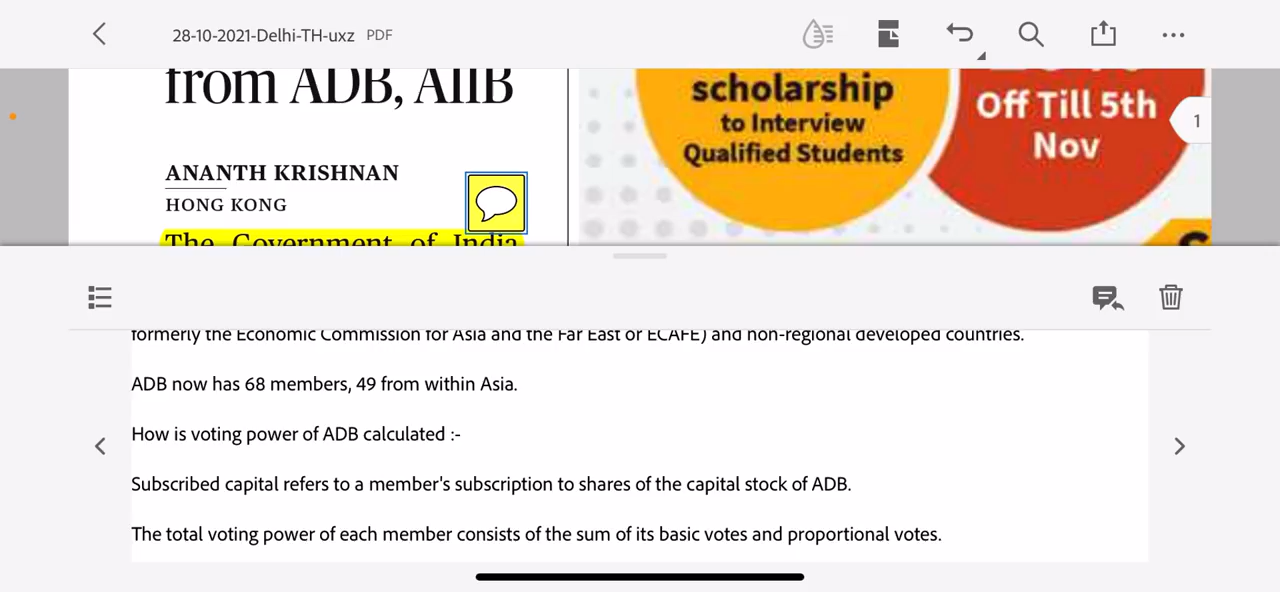 28-10-2021-Delhi-TH-uxz PDF
from ADB, AIIB
ANANTH KRISHNAN
HONG KONG
The Government of India
scholarship
to Interview
Qualified Students
Off Till 5th
Nov
1
formerly the Economic Commission for Asia and the Far East or ECAFE) and non-regional developed countries.
ADB now has 68 members, 49 from within Asia.
How is voting power of ADB calculated :-
Subscribed capital refers to a member's subscription to shares of the capital stock of ADB.
The total voting power of each member consists of the sum of its basic votes and proportional votes.